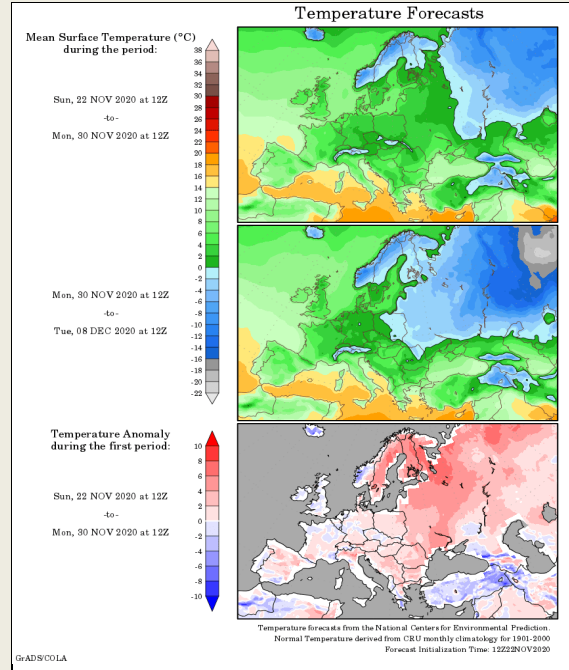 Temperature Forecasts
Mean Surface Temperature (°C)
during the period:
Sun, 22 NOV 2020 at 12Z
-to-
Mon, 30 NOV 2020 at 12Z
38
36
34
32
30
28
26
24
22
20
18
16
14
12
10
8
6
4
2
0
-2
-4
-6
-8
-10
-12
-14
-16
-18
-20
-22
Mon, 30 NOV 2020 at 12Z
-to-
Tue, 08 DEC 2020 at 12Z
Temperature Anomaly
during the first period:
Sun, 22 NOV 2020 at 12Z
-to-
Mon, 30 NOV 2020 at 12Z
10
8
6
4
2
0
-2
-4
-6
-8
-10
Temperature forecasts from the National Centers for Environmental Prediction.
Normal Temperature derived from CRU monthly climatology for 1901-2000
Forecast Initialization Time: 12Z22NOV2020
GrADS/COLA